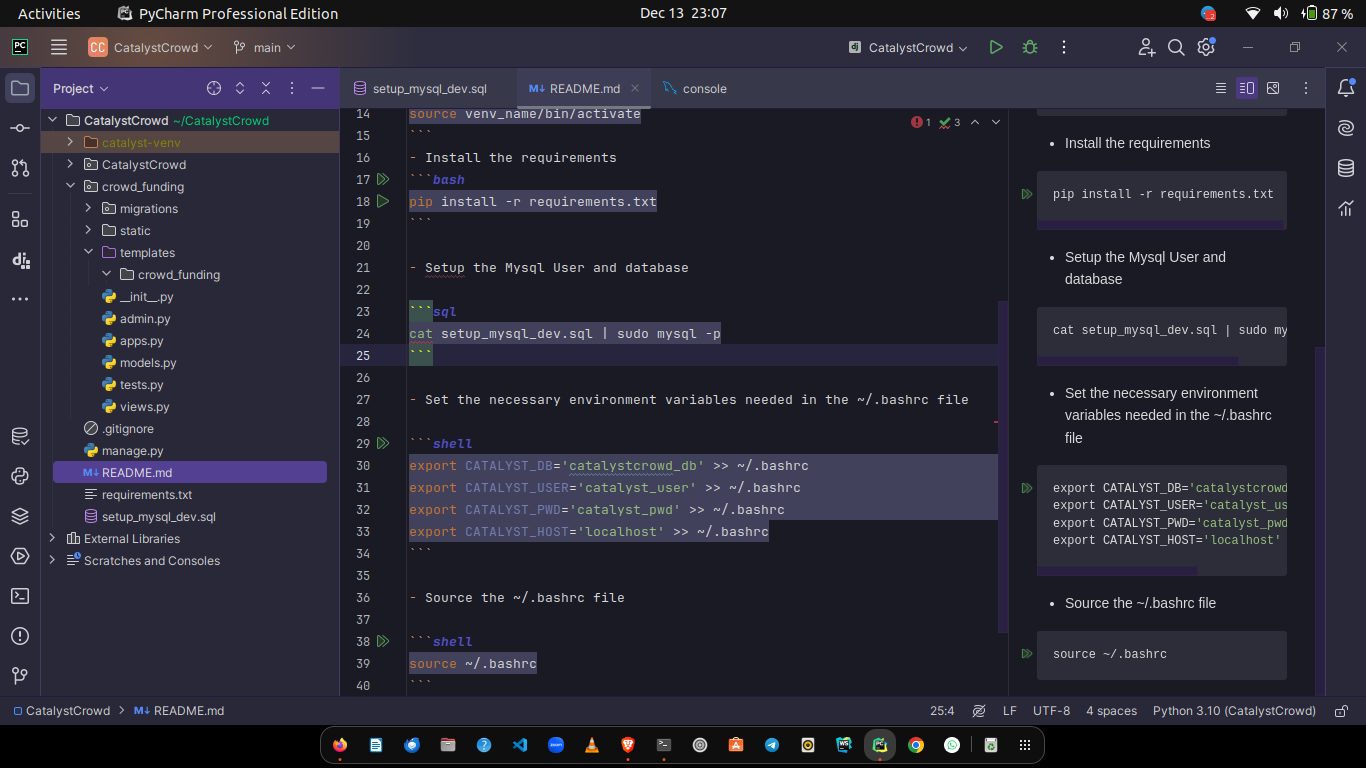 Activities
PyCharm Professional Edition
Dec 13 23:07
2
87 %
PC
CC CatalystCrowd
main
dj CatalystCrowd
Project
setup_mysql_dev.sql
M↓ README.md
console
CatalystCrowd ~/CatalystCrowd
catalyst-venv
CatalystCrowd
crowd_funding
migrations
static
templates
crowd_funding
__init__.py
admin.py
apps.py
models.py
tests.py
views.py
.gitignore
manage.py
M↓ README.md
requirements.txt
setup_mysql_dev.sql
External Libraries
Scratches and Consoles
1 3
14 source venv_name/bin/activate
15 ```
16 - Install the requirements
17 ```bash
18 pip install -r requirements.txt
19 ```
20
21 - Setup the Mysql User and database
22
23 ```sql
24 cat setup_mysql_dev.sql | sudo mysql -p
25 ```
26
27 - Set the necessary environment variables needed in the ~/.bashrc file
28
29 ```shell
30 export CATALYST_DB='catalystcrowd_db' >> ~/.bashrc
31 export CATALYST_USER='catalyst_user' >> ~/.bashrc
32 export CATALYST_PWD='catalyst_pwd' >> ~/.bashrc
33 export CATALYST_HOST='localhost' >> ~/.bashrc
34 ```
35
36 - Source the ~/.bashrc file
37
38 ```shell
39 source ~/.bashrc
40 ```
• Install the requirements
pip install -r requirements.txt
• Setup the Mysql User and
database
cat setup_mysql_dev.sql | sudo my
• Set the necessary environment
variables needed in the ~/.bashrc
file
export CATALYST_DB='catalystcrowd
export CATALYST_USER='catalyst_us
export CATALYST_PWD='catalyst_pwd
export CATALYST_HOST='localhost'
• Source the ~/.bashrc file
source ~/.bashrc
CatalystCrowd > M↓ README.md
25:4
LF
UTF-8
4 spaces
Python 3.10 (CatalystCrowd)